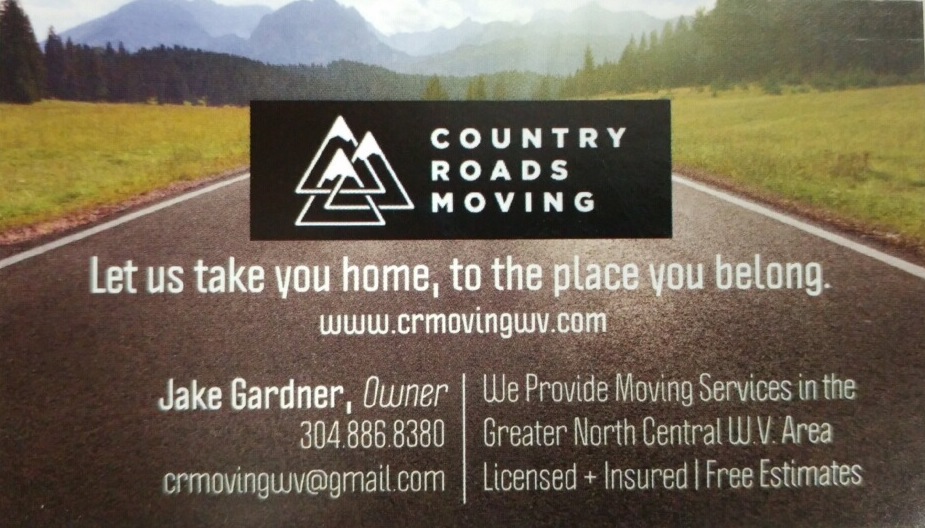 COUNTRY
ROADS
MOVING
Let us take you home, to the place you belong.
www.crmovingwv.com
Jake Gardner, Owner
304.886.8380
crmovingwv@gmail.com
We Provide Moving Services in the
Greater North Central W.V. Area
Licensed + Insured | Free Estimates